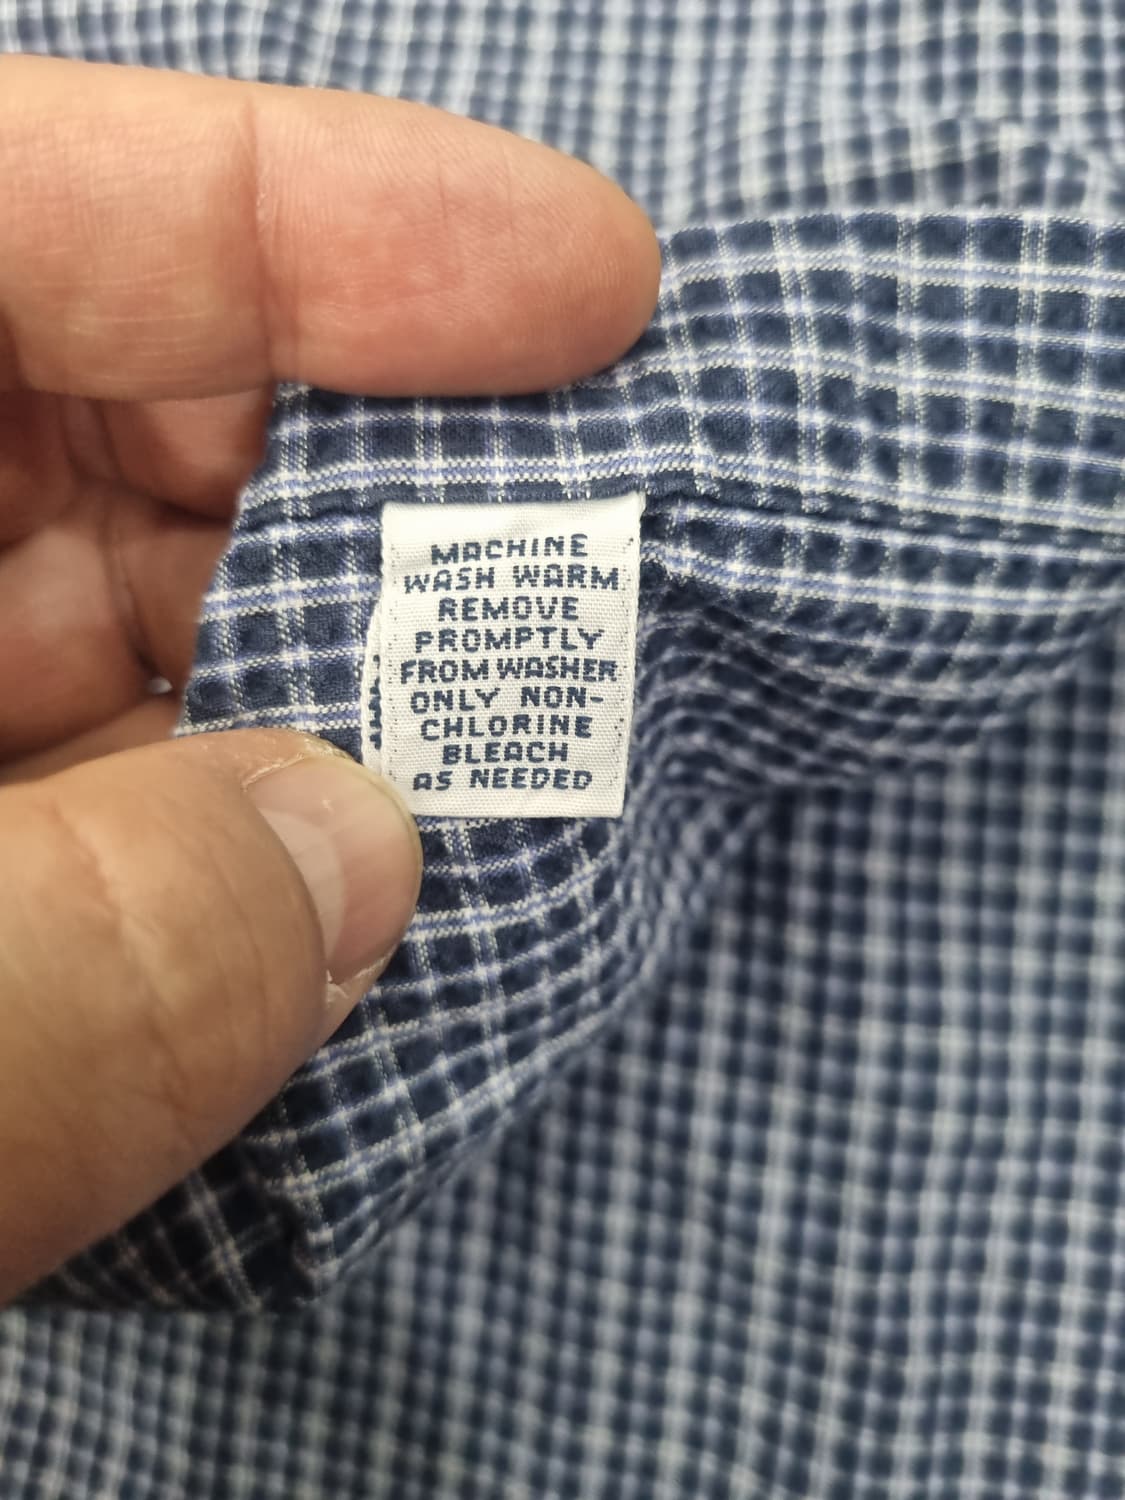 MACHINE
WASH WARM
REMOVE
PROMPTLY
FROM WASHER
ONLY NON-
CHLORINE
BLEACH
AS NEEDED